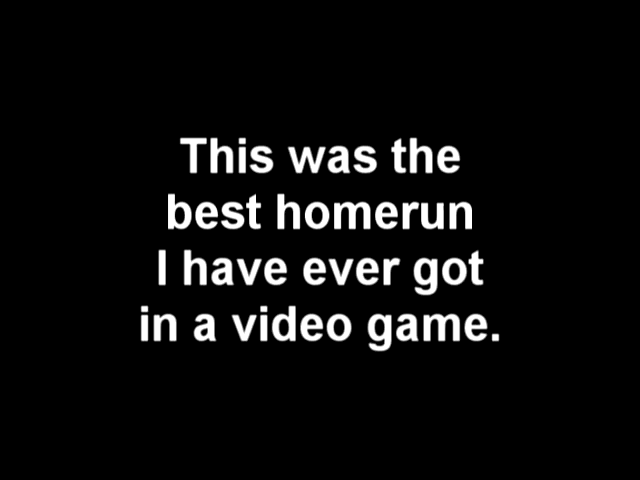 This was the
best homerun
I have ever got
in a video game.